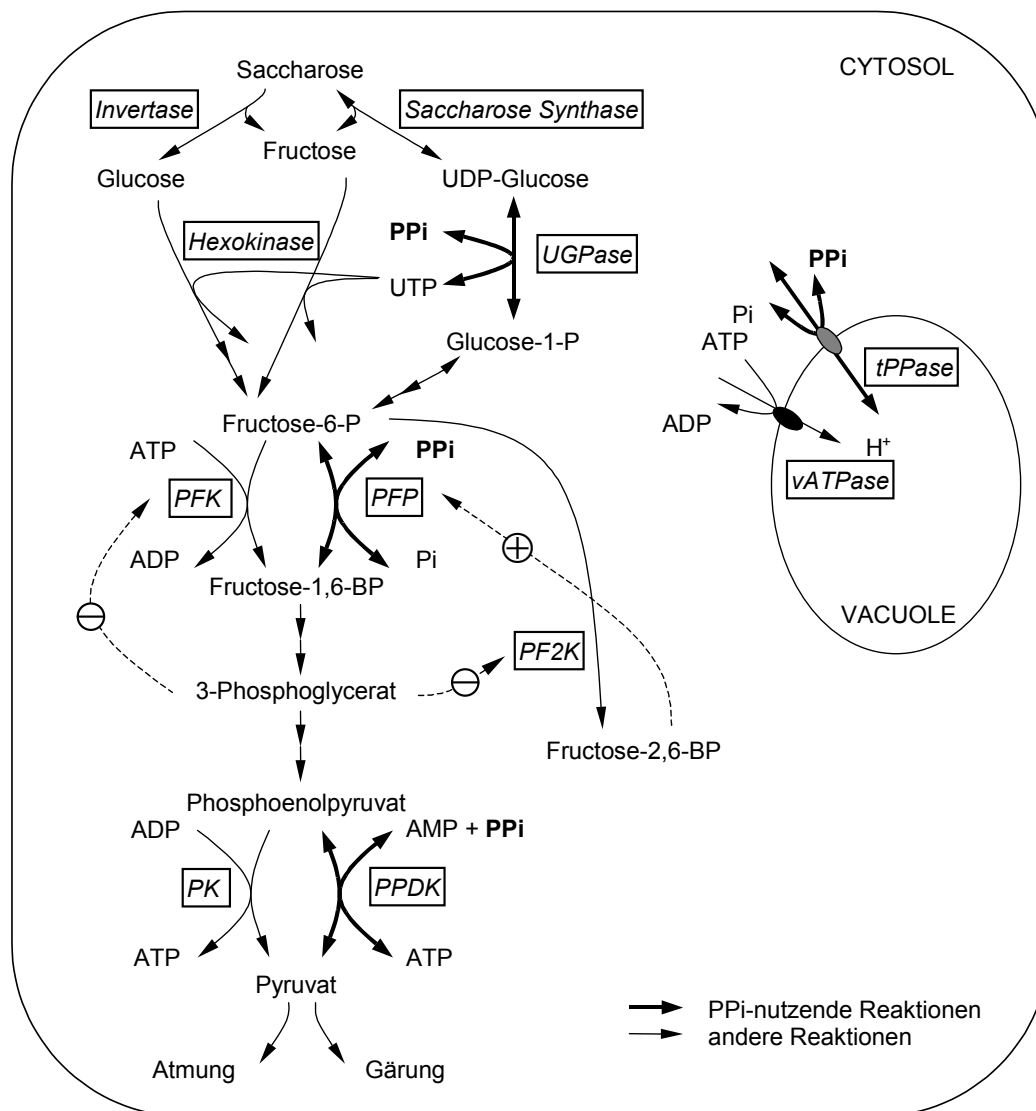 CYTOSOL
Saccharose
Invertase
Saccharose Synthase
Fructose
Glucose
UDP-Glucose
Hexokinase
PPi
UGPase
UTP
Glucose-1-P
PPi
Pi
ATP
tPPase
ADP
H+
vATPase
VACUOLE
Fructose-6-P
ATP
PPi
PFK
PFP
ADP
Pi
Fructose-1,6-BP
PF2K
3-Phosphoglycerat
Fructose-2,6-BP
Phosphoenolpyruvat
ADP
AMP + PPi
PK
PPDK
ATP
ATP
Pyruvat
Atmung
Gärung
PPi-nutzende Reaktionen
andere Reaktionen